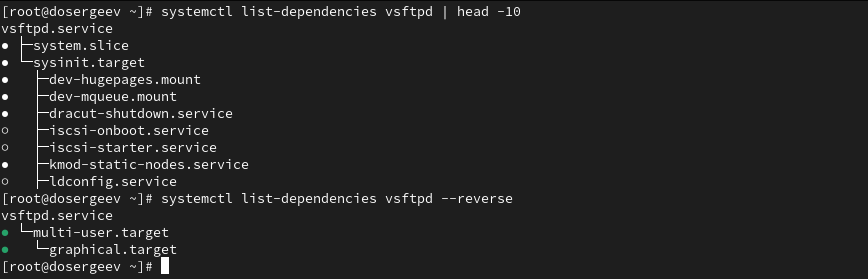 [root@dosergeev ~]# systemctl list-dependencies vsftpd | head -10
vsftpd.service
● ├─system.slice
● └─sysinit.target
●   ├─dev-hugepages.mount
●   ├─dev-mqueue.mount
●   ├─dracut-shutdown.service
○   ├─iscsi-onboot.service
○   ├─iscsi-starter.service
●   ├─kmod-static-nodes.service
○   ├─ldconfig.service
[root@dosergeev ~]# systemctl list-dependencies vsftpd --reverse
vsftpd.service
● └─multi-user.target
●   └─graphical.target
[root@dosergeev ~]#